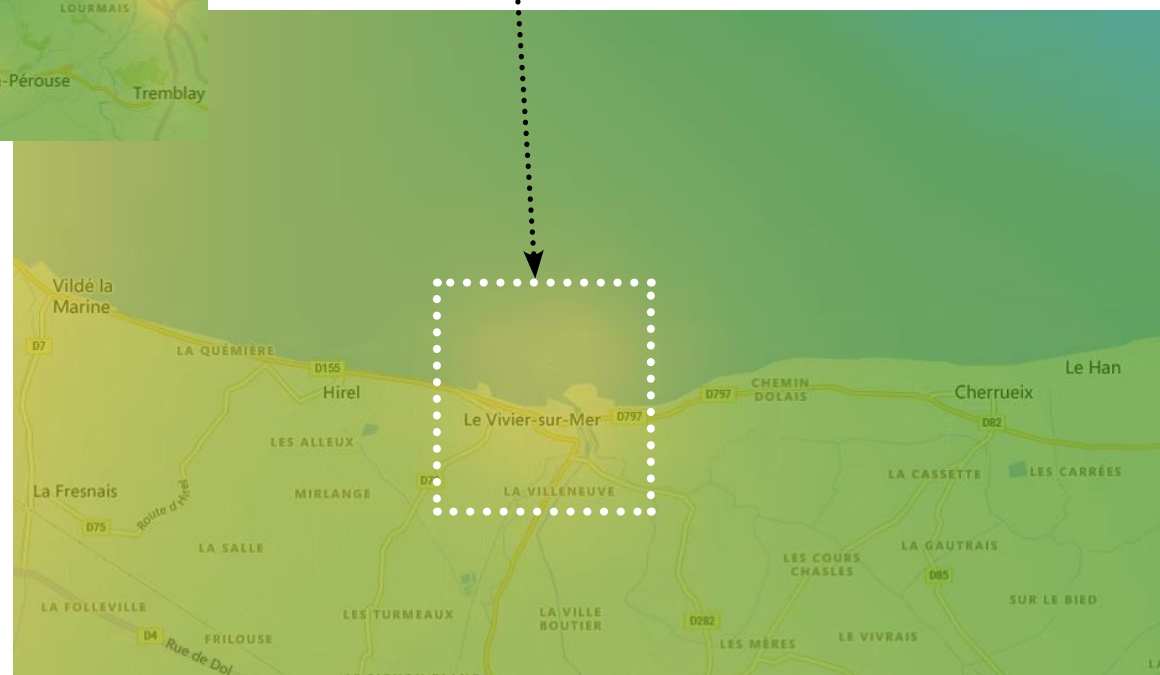 LOURMAIS
-Pérouse
Tremblay
Vildé la
Marine
D7
LA QUÉMIÈRE
D155
Hirel
Le Han
CHEMIN
DOLAIS
D797
Cherrueix
D797
Le Vivier-sur-Mer
D82
LES ALLEUX
LA CASSETTE
LES CARRÉES
La Fresnais
MIRLANGE
LA VILLENEUVE
Route d'Hirel
D75
LA SALLE
LES COURS
CHASLES
LA GAUTRAIS
D85
LA FOLLEVILLE
LES TURMEAUX
LA VILLE
BOUTIER
SUR LE BIED
D4
FRILOUSE
Rue de Dol
D282
LES MÈRES
LE VIVRAIS